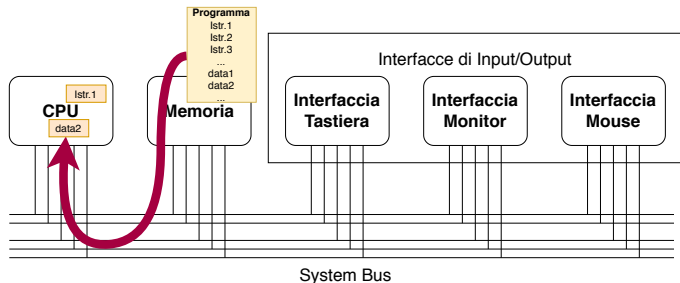 Programma
Istr.1
Istr.2
Istr.3
...
data1
data2
...
Interfacce di Input/Output
Istr.1
CPU
data2
Memoria
Interfaccia
Tastiera
Interfaccia
Monitor
Interfaccia
Mouse
System Bus